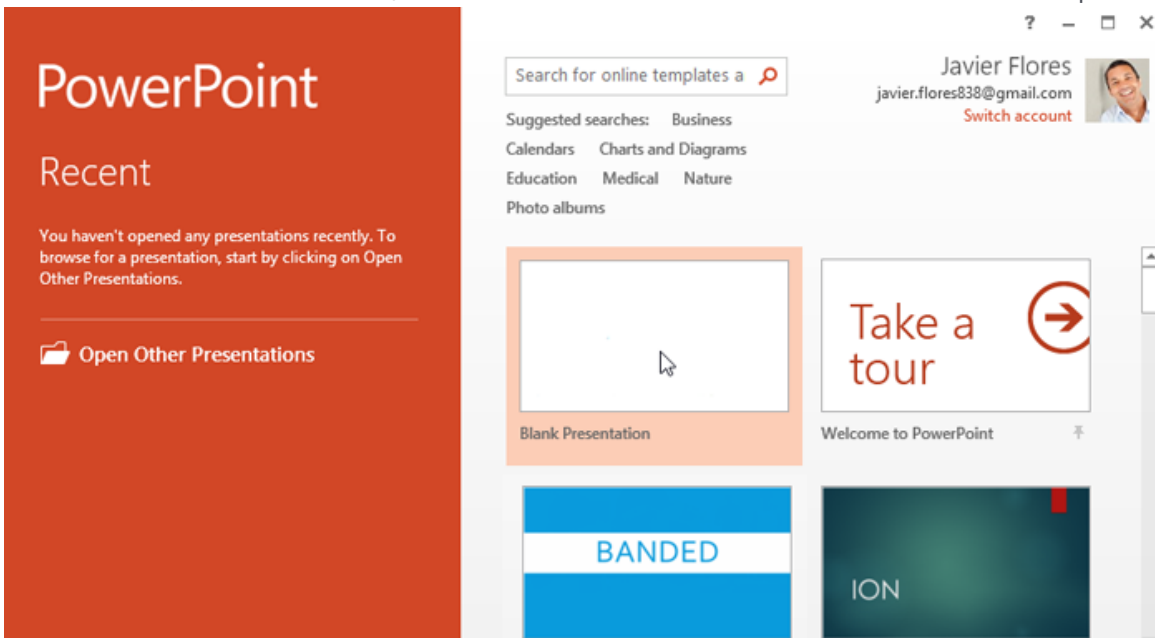 PowerPoint
Recent
You haven't opened any presentations recently. To
browse for a presentation, start by clicking on Open
Other Presentations.
Open Other Presentations
?
Search for online templates a
Javier Flores
javier.flores838@gmail.com
Switch account
Suggested searches: Business
Calendars Charts and Diagrams
Education Medical Nature
Photo albums
Blank Presentation
Take a
tour
Welcome to PowerPoint
BANDED
ION